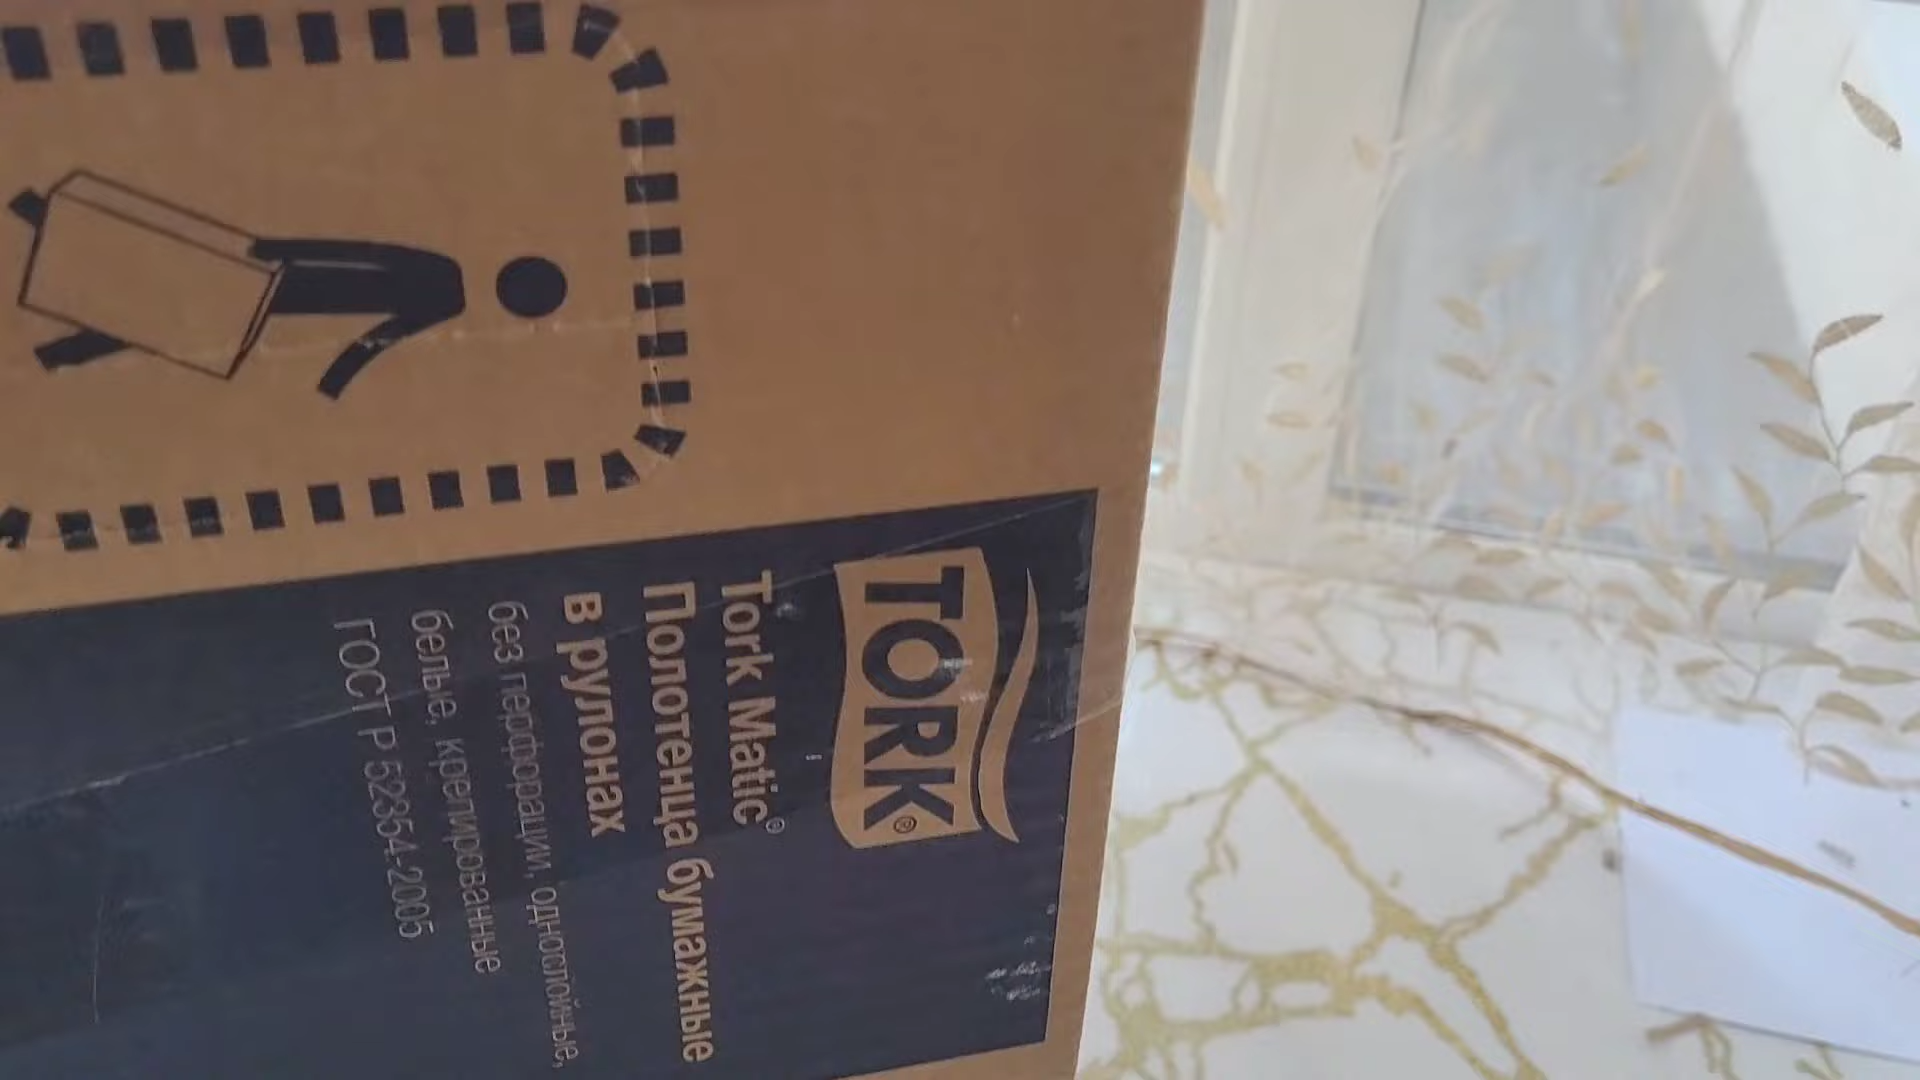 TORK®
Tork Matic®
Полотенца бумажные
в рулонах
без перфорации, однослойные,
белые, крепированные
ГОСТ Р 52354-2005